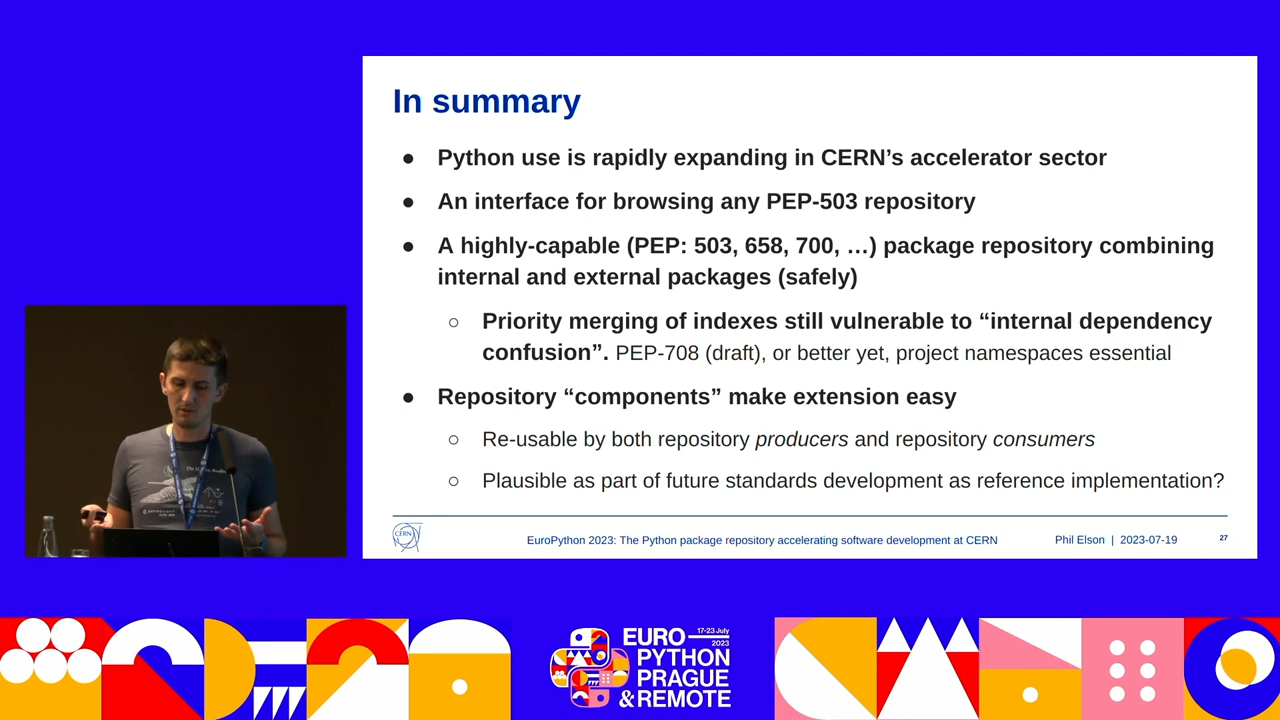 In summary
● Python use is rapidly expanding in CERN’s accelerator sector
● An interface for browsing any PEP-503 repository
● A highly-capable (PEP: 503, 658, 700, …) package repository combining
internal and external packages (safely)
○ Priority merging of indexes still vulnerable to “internal dependency
confusion”. PEP-708 (draft), or better yet, project namespaces essential
● Repository “components” make extension easy
○ Re-usable by both repository producers and repository consumers
○ Plausible as part of future standards development as reference implementation?
CERN
EuroPython 2023: The Python package repository accelerating software development at CERN
Phil Elson | 2023-07-19
27
EURO 17-23 July
2023
PYTHON
PRAGUE
& REMOTE